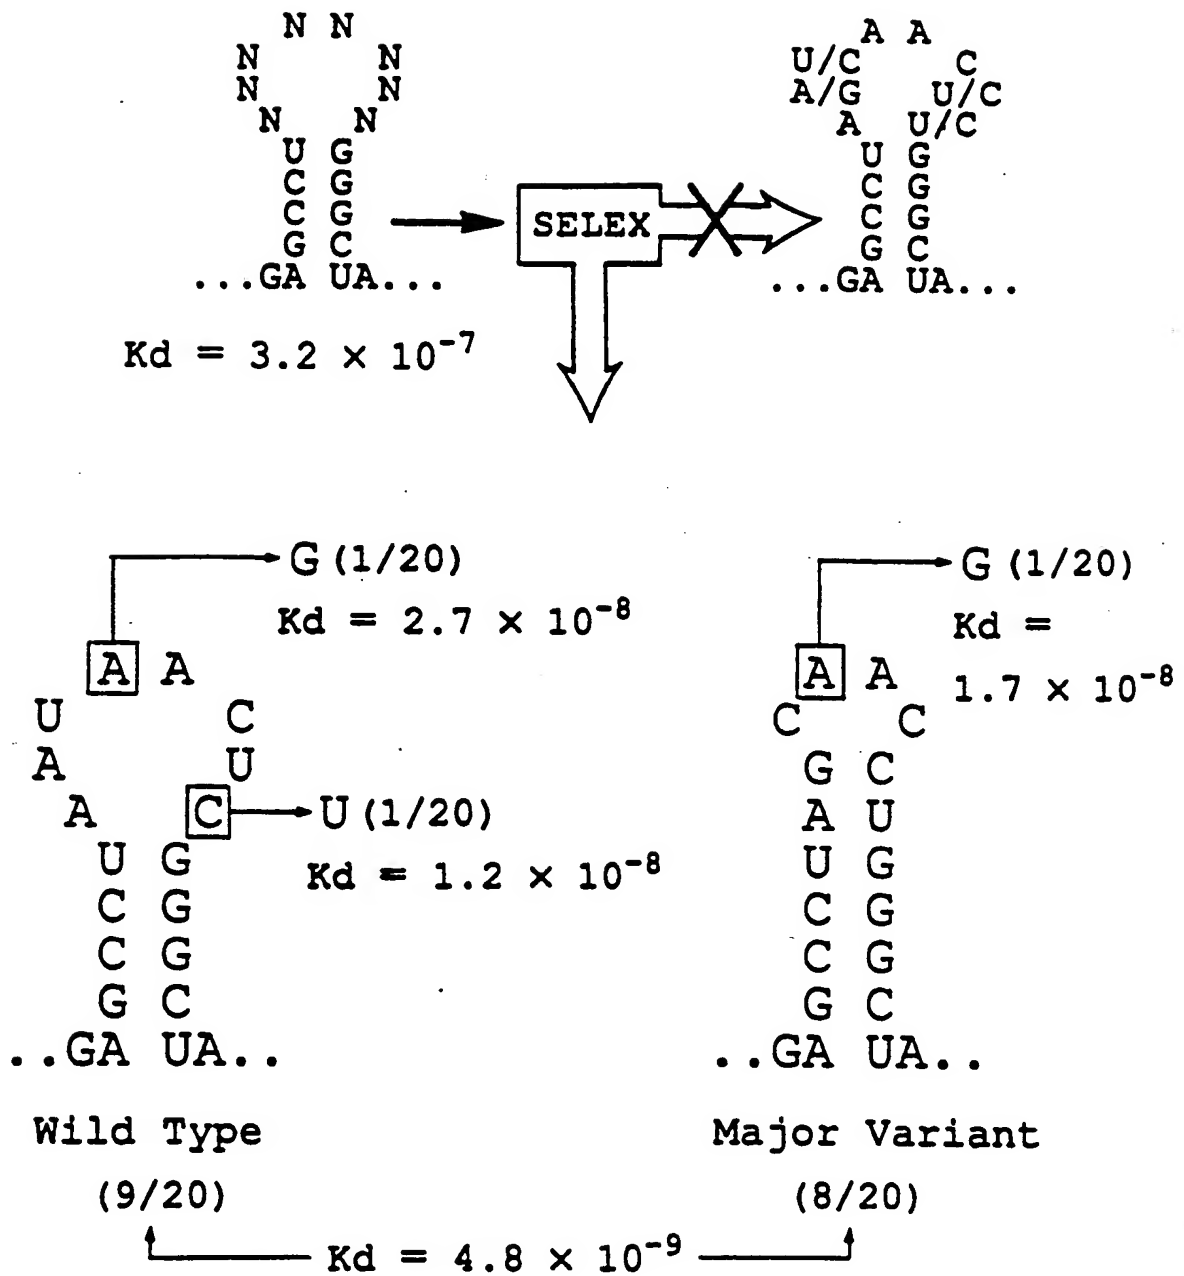 N N
N N
N N
N N
U G
C G
C G
G C
...GA UA...
Kd = 3.2 × 10⁻⁷
SELEX
A A
U/C C
A/G U/C
A U/C
U G
C G
C G
G C
...GA UA...
G (1/20)
Kd = 2.7 × 10⁻⁸
A A
U C
A U
A C
U (1/20)
Kd = 1.2 × 10⁻⁸
U G
C G
C G
G C
..GA UA..
Wild Type
(9/20)
G (1/20)
Kd =
1.7 × 10⁻⁸
A A
C C
G C
A U
U G
C G
C G
G C
..GA UA..
Major Variant
(8/20)
Kd = 4.8 × 10⁻⁹